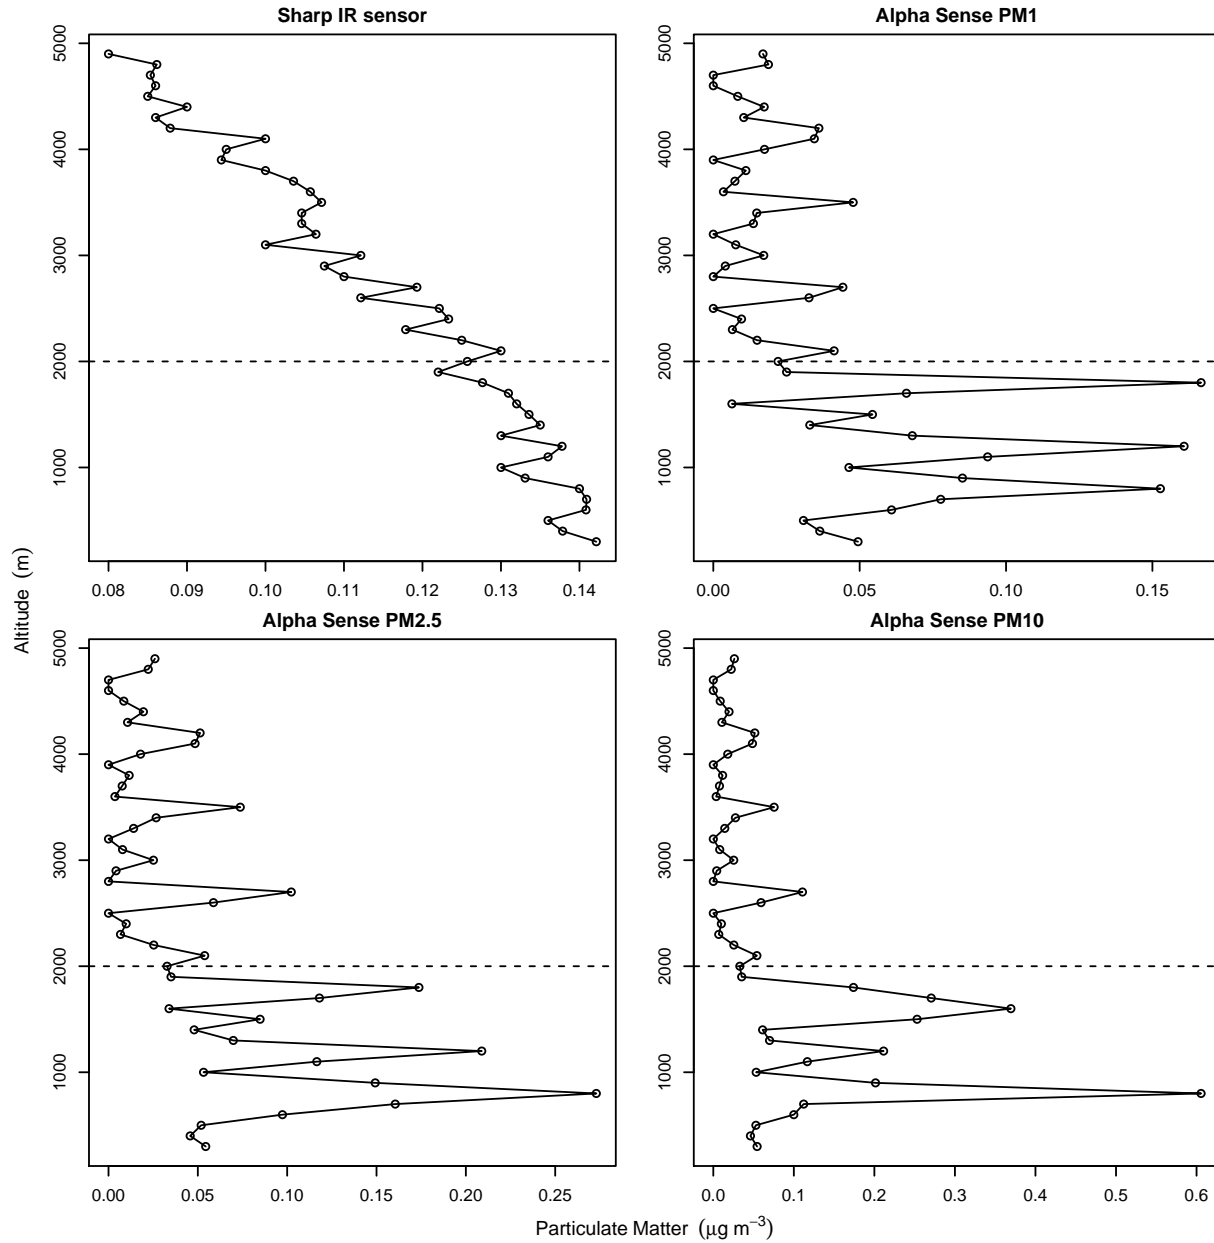 Sharp IR sensor
5000
4000
3000
2000
1000
0.08 0.09 0.10 0.11 0.12 0.13 0.14
Alpha Sense PM1
5000
4000
3000
2000
1000
0.00 0.05 0.10 0.15
Altitude (m)
Alpha Sense PM2.5
5000
4000
3000
2000
1000
0.00 0.05 0.10 0.15 0.20 0.25
Alpha Sense PM10
5000
4000
3000
2000
1000
0.0 0.1 0.2 0.3 0.4 0.5 0.6
Particulate Matter (μg m⁻³)